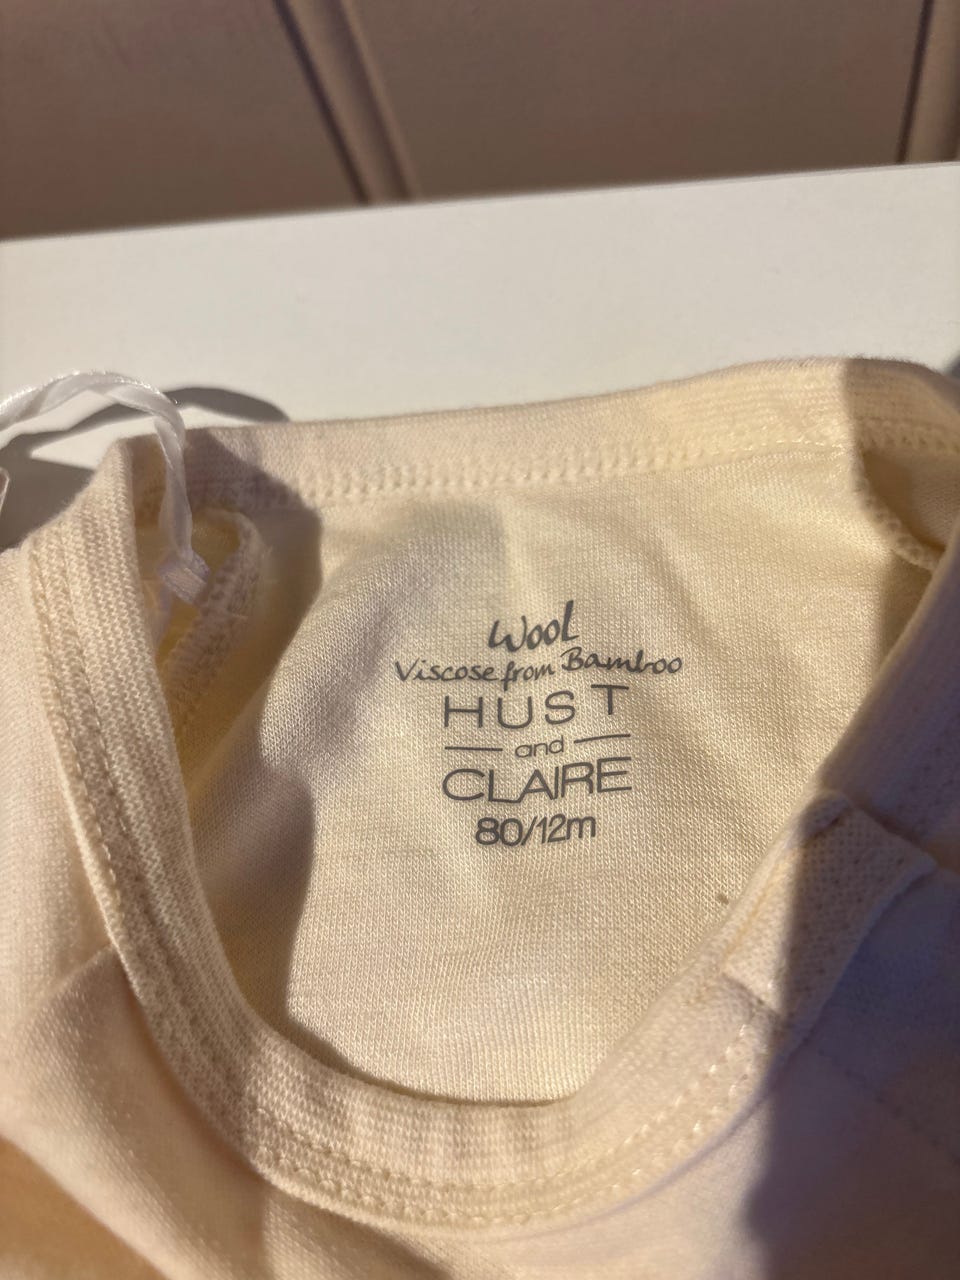 Wool
Viscose from Bamboo
HUST
and
CLAIRE
80/12m